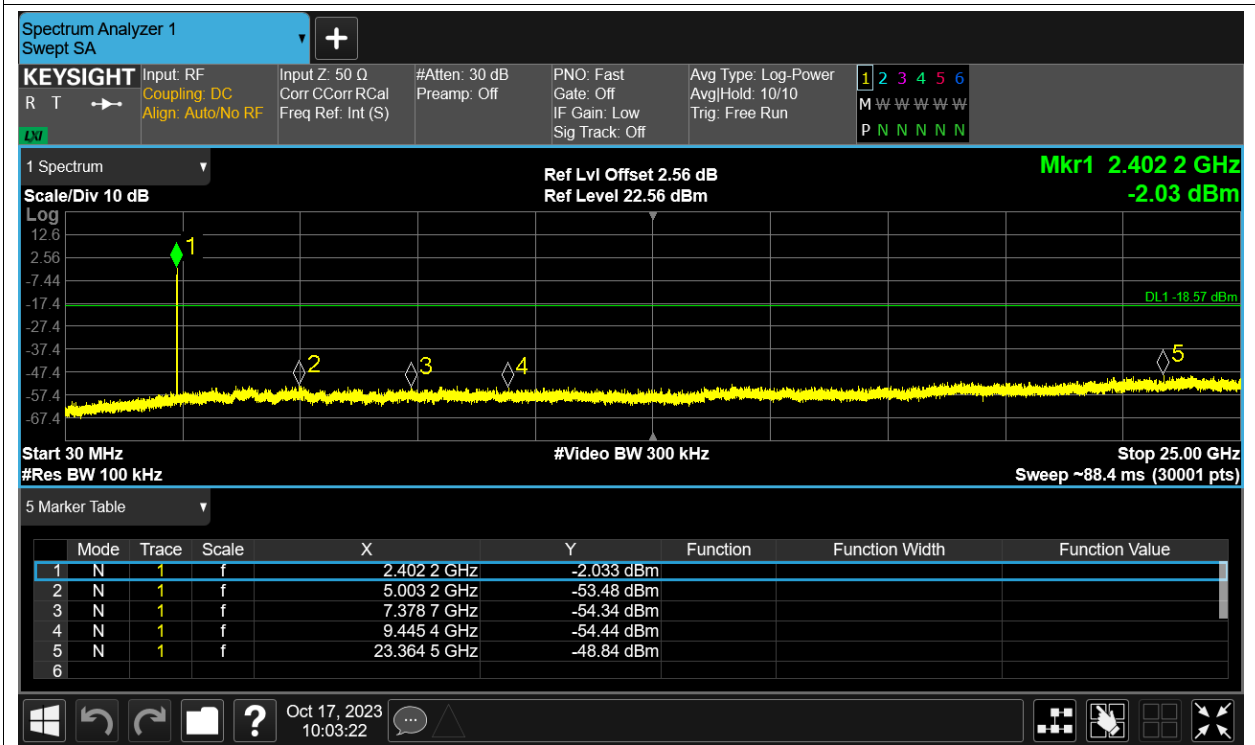 Spectrum Analyzer 1
Swept SA
KEYSIGHT
R T
LXI
Input: RF
Coupling: DC
Align: Auto/No RF
Input Z: 50 Ω
Corr CCorr RCal
Freq Ref: Int (S)
#Atten: 30 dB
Preamp: Off
PNO: Fast
Gate: Off
IF Gain: Low
Sig Track: Off
Avg Type: Log-Power
Avg|Hold: 10/10
Trig: Free Run
1 2 3 4 5 6
M W W W W W
P N N N N N
1 Spectrum
Scale/Div 10 dB
Ref Lvl Offset 2.56 dB
Ref Level 22.56 dBm
Mkr1 2.402 2 GHz
-2.03 dBm
Log
12.6
2.56
-7.44
-17.4
-27.4
-37.4
-47.4
-57.4
-67.4
1
2
3
4
5
DL1 -18.57 dBm
Start 30 MHz
#Video BW 300 kHz
Stop 25.00 GHz
#Res BW 100 kHz
Sweep ~88.4 ms (30001 pts)
5 Marker Table
Mode Trace Scale X Y Function Function Width Function Value
1 N 1 f 2.402 2 GHz -2.033 dBm
2 N 1 f 5.003 2 GHz -53.48 dBm
3 N 1 f 7.378 7 GHz -54.34 dBm
4 N 1 f 9.445 4 GHz -54.44 dBm
5 N 1 f 23.364 5 GHz -48.84 dBm
6
?
Oct 17, 2023
10:03:22